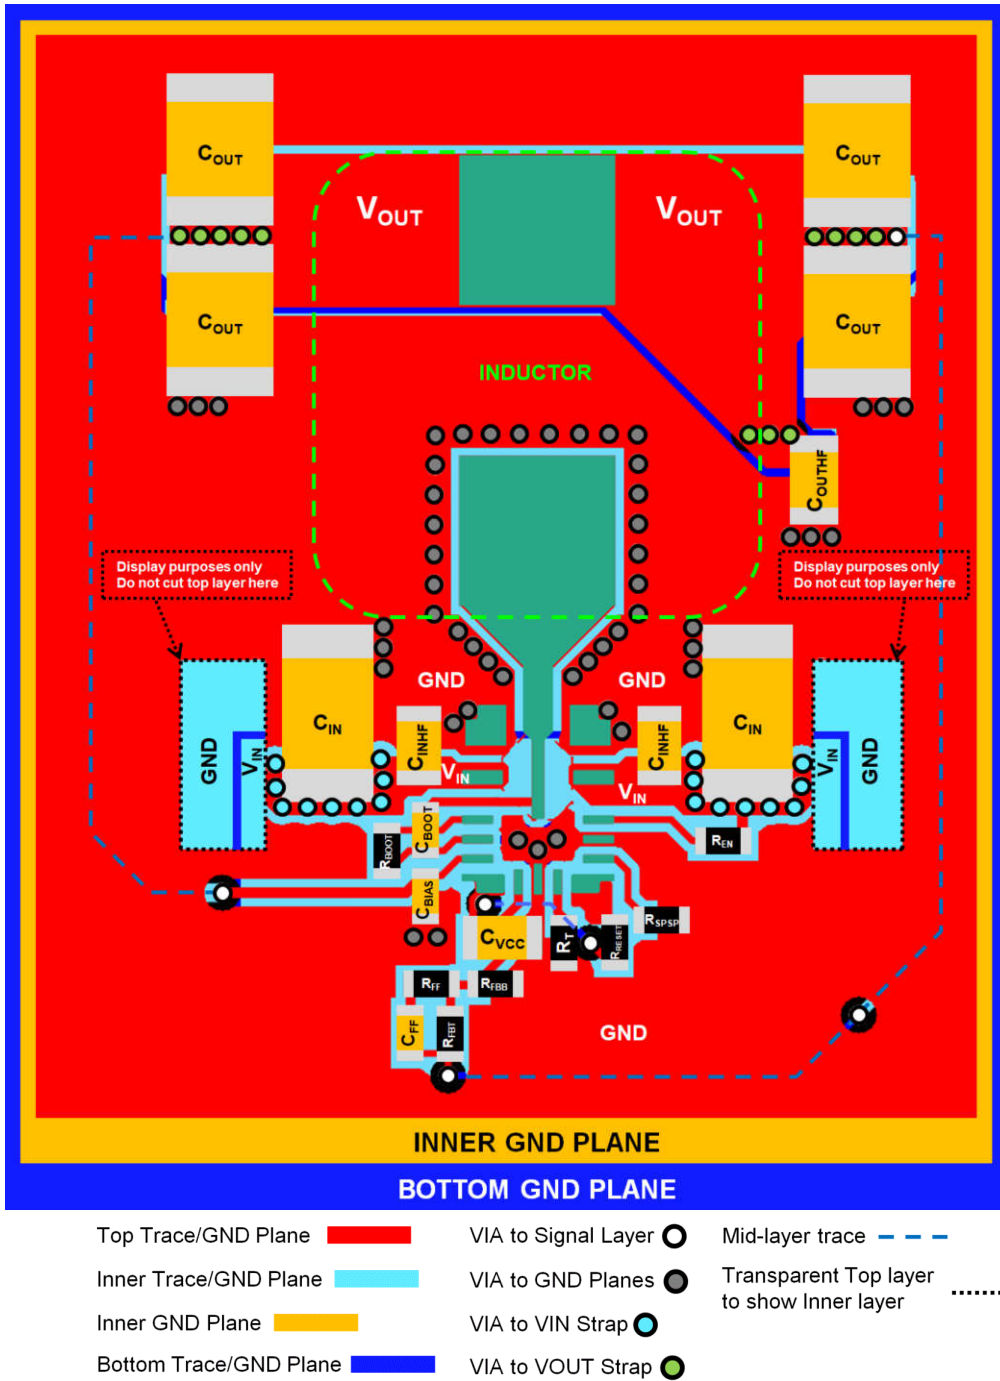 COUT
COUT
VOUT
VOUT
COUT
COUT
INDUCTOR
COUTHF
Display purposes only
Do not cut top layer here
Display purposes only
Do not cut top layer here
GND
GND
GND
VIN
CIN
CINHF
VIN
CINHF
CIN
VIN
VIN
GND
RBOOT
CBOOT
REN
CBIAS
CVCC
RT
RRESET
RSPSP
RFF
RFBB
CFF
RFBT
GND
INNER GND PLANE
BOTTOM GND PLANE
Top Trace/GND Plane
VIA to Signal Layer
Mid-layer trace
Inner Trace/GND Plane
VIA to GND Planes
Transparent Top layer
to show Inner layer
Inner GND Plane
VIA to VIN Strap
Bottom Trace/GND Plane
VIA to VOUT Strap